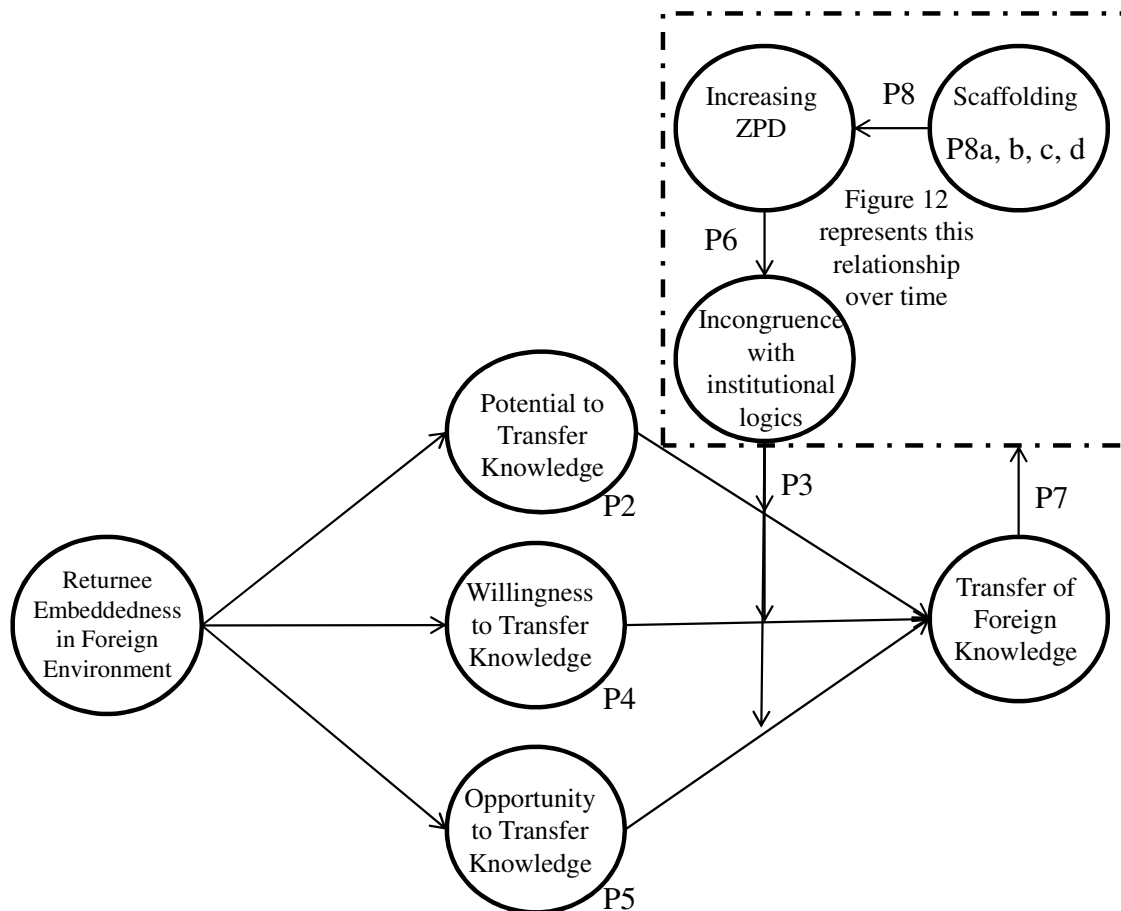 Increasing
ZPD
P8
Scaffolding
P8a, b, c, d
P6
Figure 12
represents this
relationship
over time
Incongruence
with
institutional
logics
Potential to
Transfer
Knowledge
P2
P3
P7
Returnee
Embeddedness
in Foreign
Environment
Willingness
to Transfer
Knowledge
P4
Transfer of
Foreign
Knowledge
Opportunity
to Transfer
Knowledge
P5